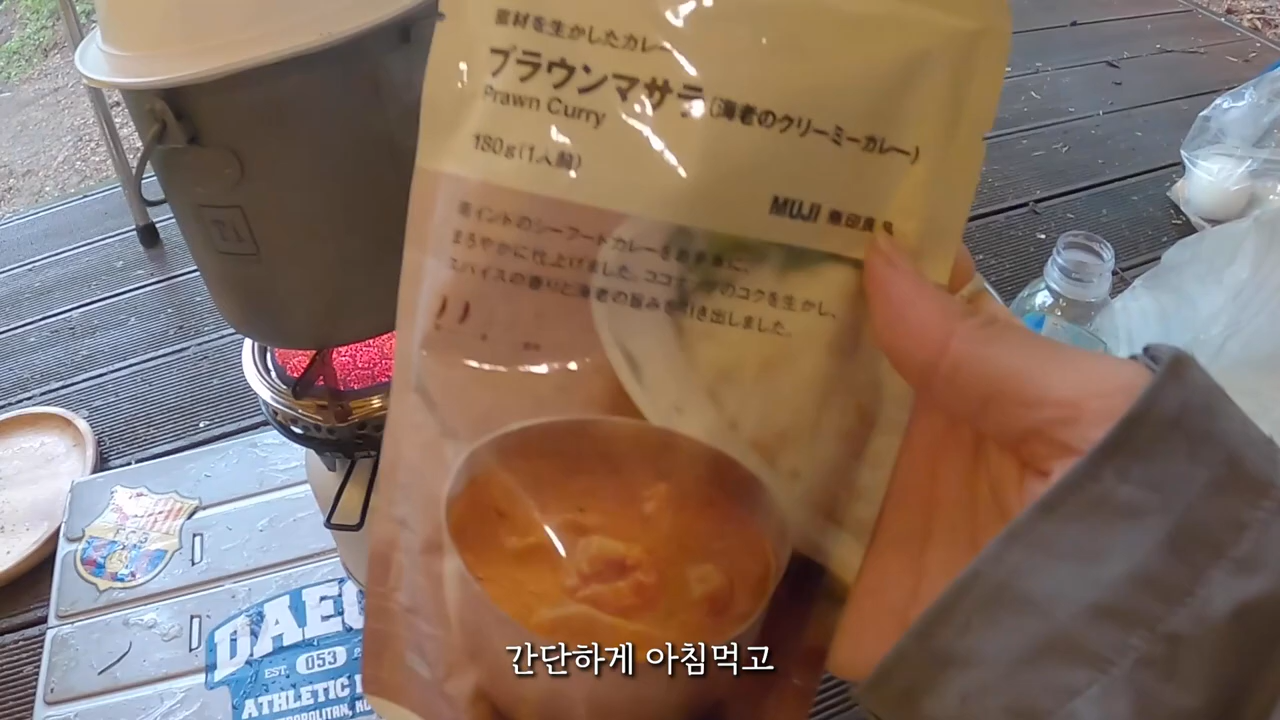 素材を生かしたカレー
プラウンマサラ(海老のクリーミーカレー)
Prawn Curry
180g(1人前)
MUJI 無印良品
南インドのシーフードカレーをお手本に、
まろやかに仕上げました。ココナッツのコクを生かし、
スパイスの香りと海老の旨みを引き出しました。
T1
DAEG
EST. 053
ATHLETIC
간단하게 아침먹고